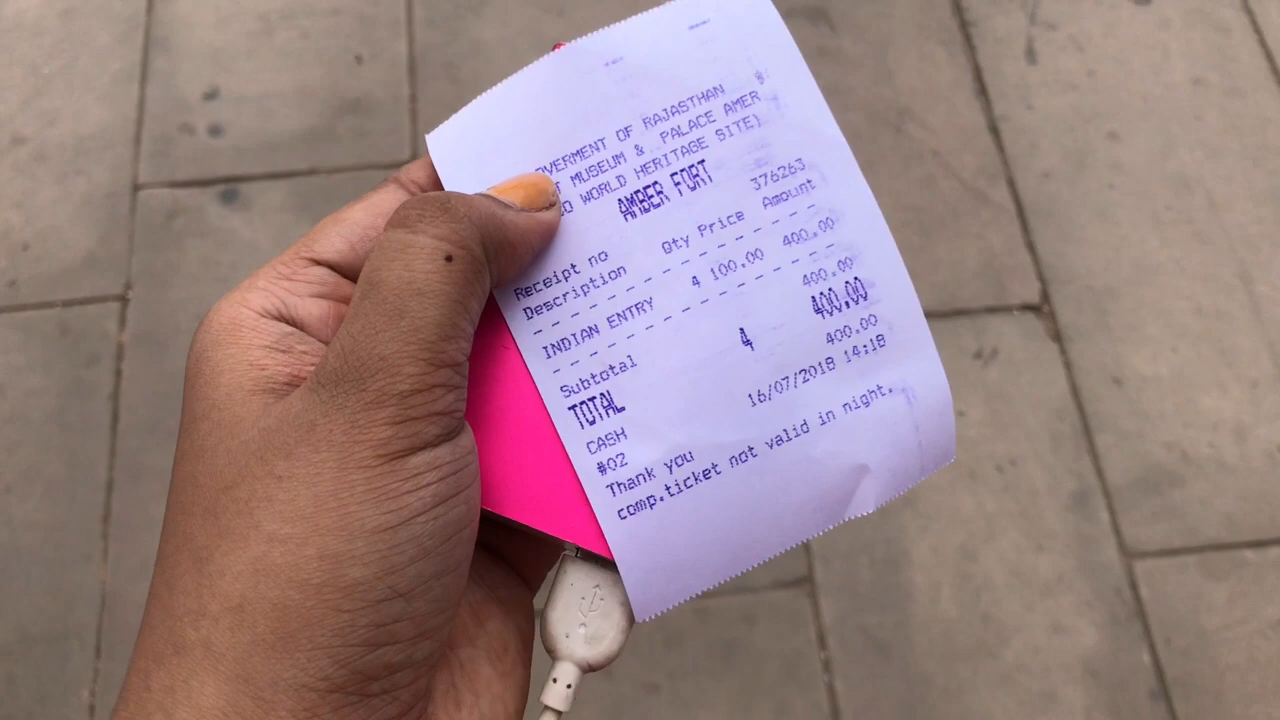 OVERMENT OF RAJASTHAN
T MUSEUM & PALACE AMER
O WORLD HERITAGE SITE)
AMBER FORT
Receipt no 376263
Description Qty Price Amount
- - - - - - - - - - - - - - - -
INDIAN ENTRY 4 100.00 400.00
- - - - - - - - - - - - - - - -
Subtotal 400.00
TOTAL 4 400.00
CASH 400.00
#02 16/07/2018 14:18
Thank you
comp.ticket not valid in night.